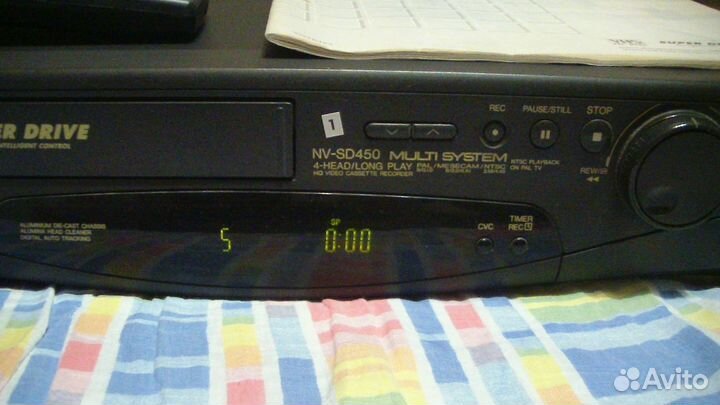 VHS SUPER
ER DRIVE
INTELLIGENT CONTROL
1
REC
PAUSE/STILL
STOP
NV-SD450 MULTI SYSTEM
4-HEAD/LONG PLAY PAL/MESECAM/NTSC
HQ VIDEO CASSETTE RECORDER
NTSC PLAYBACK
ON PAL TV
REW/
ALUMINIUM DIE-CAST CHASSIS
ALUMINA HEAD CLEANER
DIGITAL AUTO TRACKING
5
SP
0:00
CVC
TIMER
REC
Avito